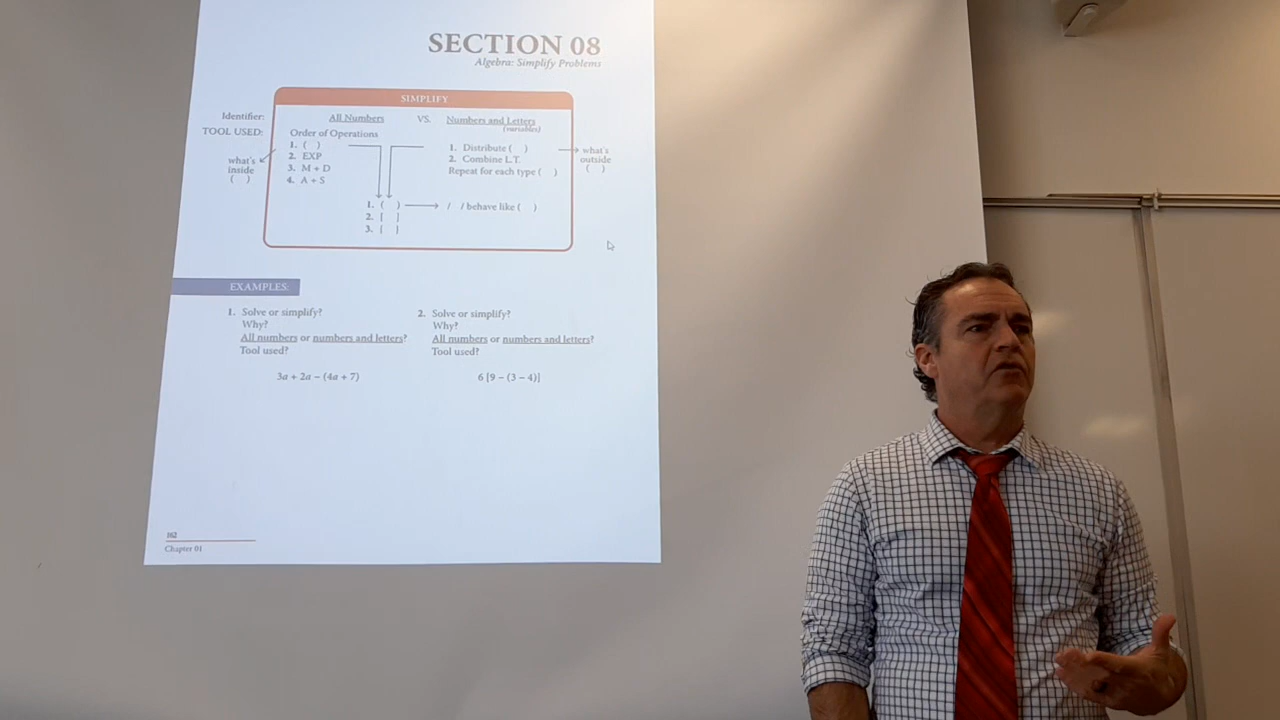 SECTION 08
Algebra: Simplify Problems
SIMPLIFY
Identifier: All Numbers VS. Numbers and Letters
(variables)
TOOL USED: Order of Operations
1. ( )
2. EXP
3. M + D
4. A + S
what's
inside
( )
1. Distribute ( )
2. Combine L.T.
Repeat for each type ( )
what's
outside
( )
1. ( ) / / behave like ( )
2. [ ]
3. { }
EXAMPLES:
1. Solve or simplify?
Why?
All numbers or numbers and letters?
Tool used?
3a + 2a − (4a + 7)
2. Solve or simplify?
Why?
All numbers or numbers and letters?
Tool used?
6 [9 − (3 − 4)]
162
Chapter 01